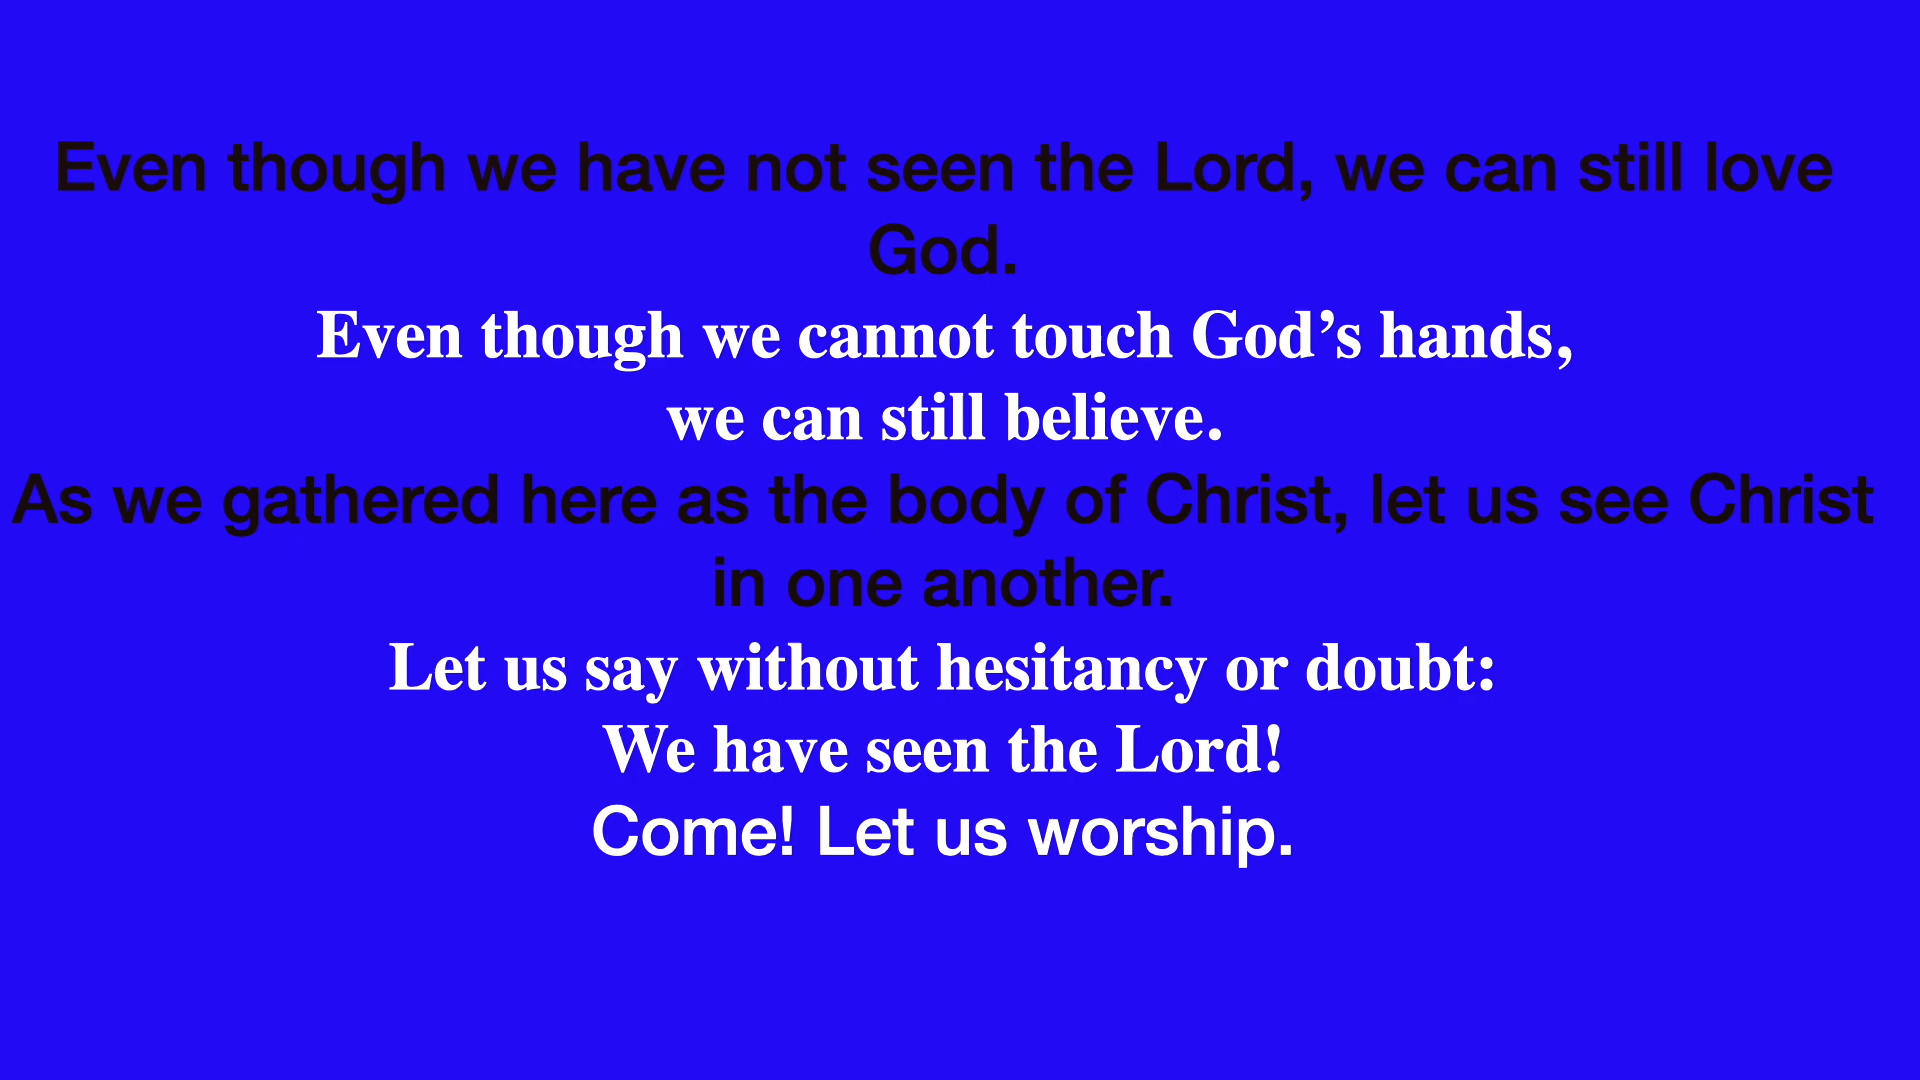 Even though we have not seen the Lord, we can still love
God.
Even though we cannot touch God’s hands,
we can still believe.
As we gathered here as the body of Christ, let us see Christ
in one another.
Let us say without hesitancy or doubt:
We have seen the Lord!
Come! Let us worship.